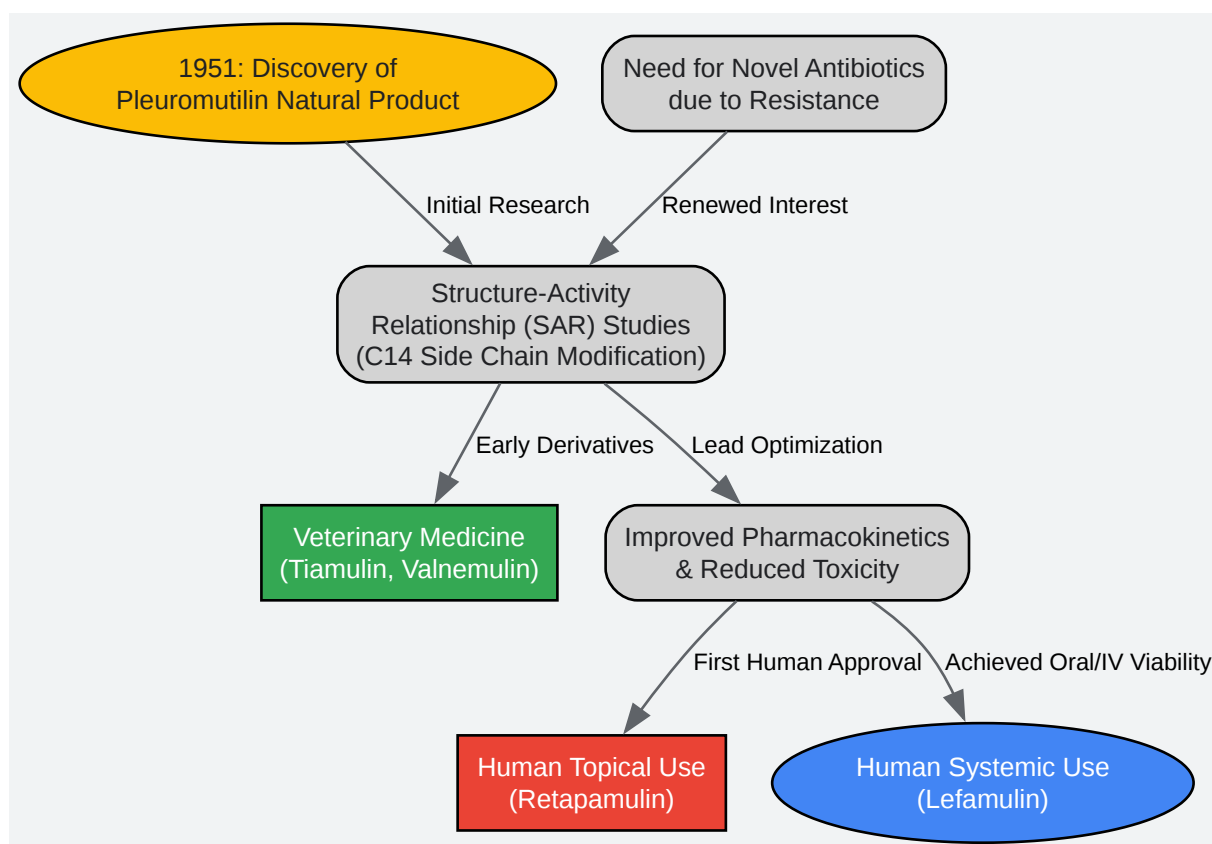 1951: Discovery of
Pleuromutilin Natural Product
Need for Novel Antibiotics
due to Resistance
Initial Research
Renewed Interest
Structure-Activity
Relationship (SAR) Studies
(C14 Side Chain Modification)
Early Derivatives
Lead Optimization
Veterinary Medicine
(Tiamulin, Valnemulin)
Improved Pharmacokinetics
& Reduced Toxicity
First Human Approval
Achieved Oral/IV Viability
Human Topical Use
(Retapamulin)
Human Systemic Use
(Lefamulin)